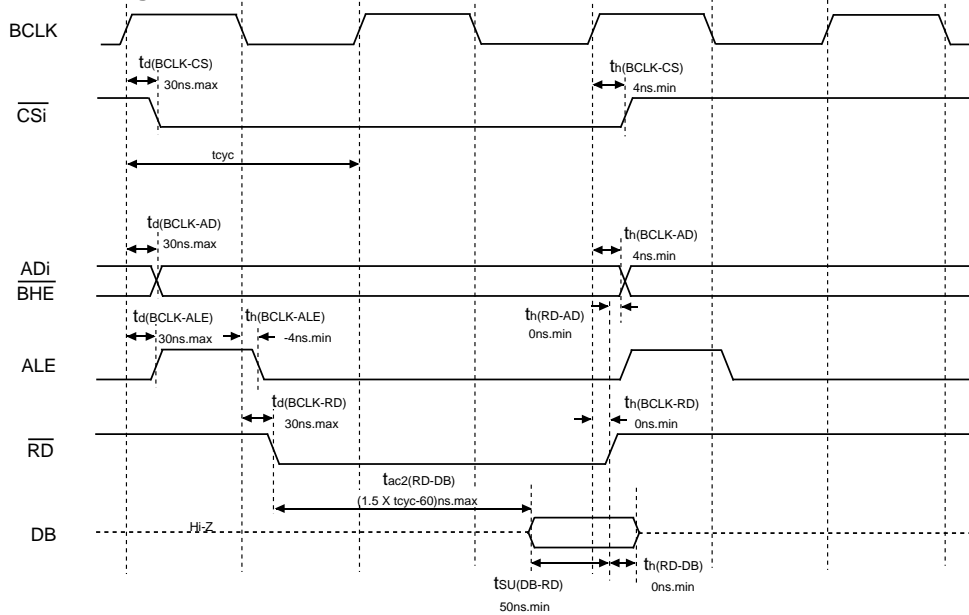 BCLK
td(BCLK-CS)
30ns.max
th(BCLK-CS)
4ns.min
CSi
tcyc
td(BCLK-AD)
30ns.max
th(BCLK-AD)
4ns.min
ADi
BHE
td(BCLK-ALE)
30ns.max
th(BCLK-ALE)
-4ns.min
th(RD-AD)
0ns.min
ALE
td(BCLK-RD)
30ns.max
th(BCLK-RD)
0ns.min
RD
tac2(RD-DB)
(1.5 X tcyc-60)ns.max
DB
Hi-Z
tSU(DB-RD)
50ns.min
th(RD-DB)
0ns.min